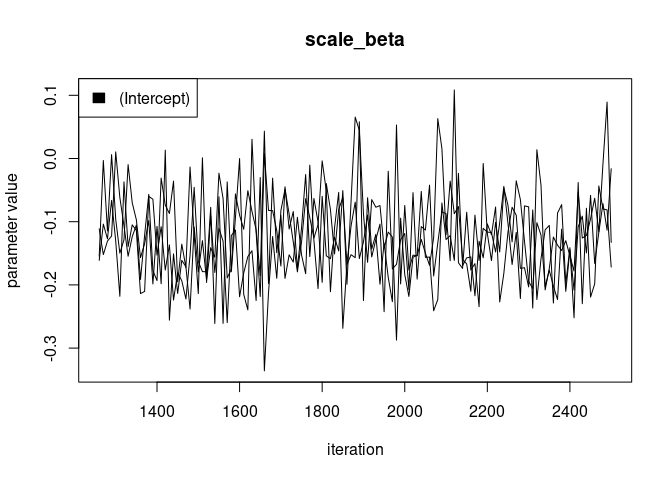 scale_beta
(Intercept)
parameter value
0.1
0.0
-0.1
-0.2
-0.3
1400 1600 1800 2000 2200 2400
iteration